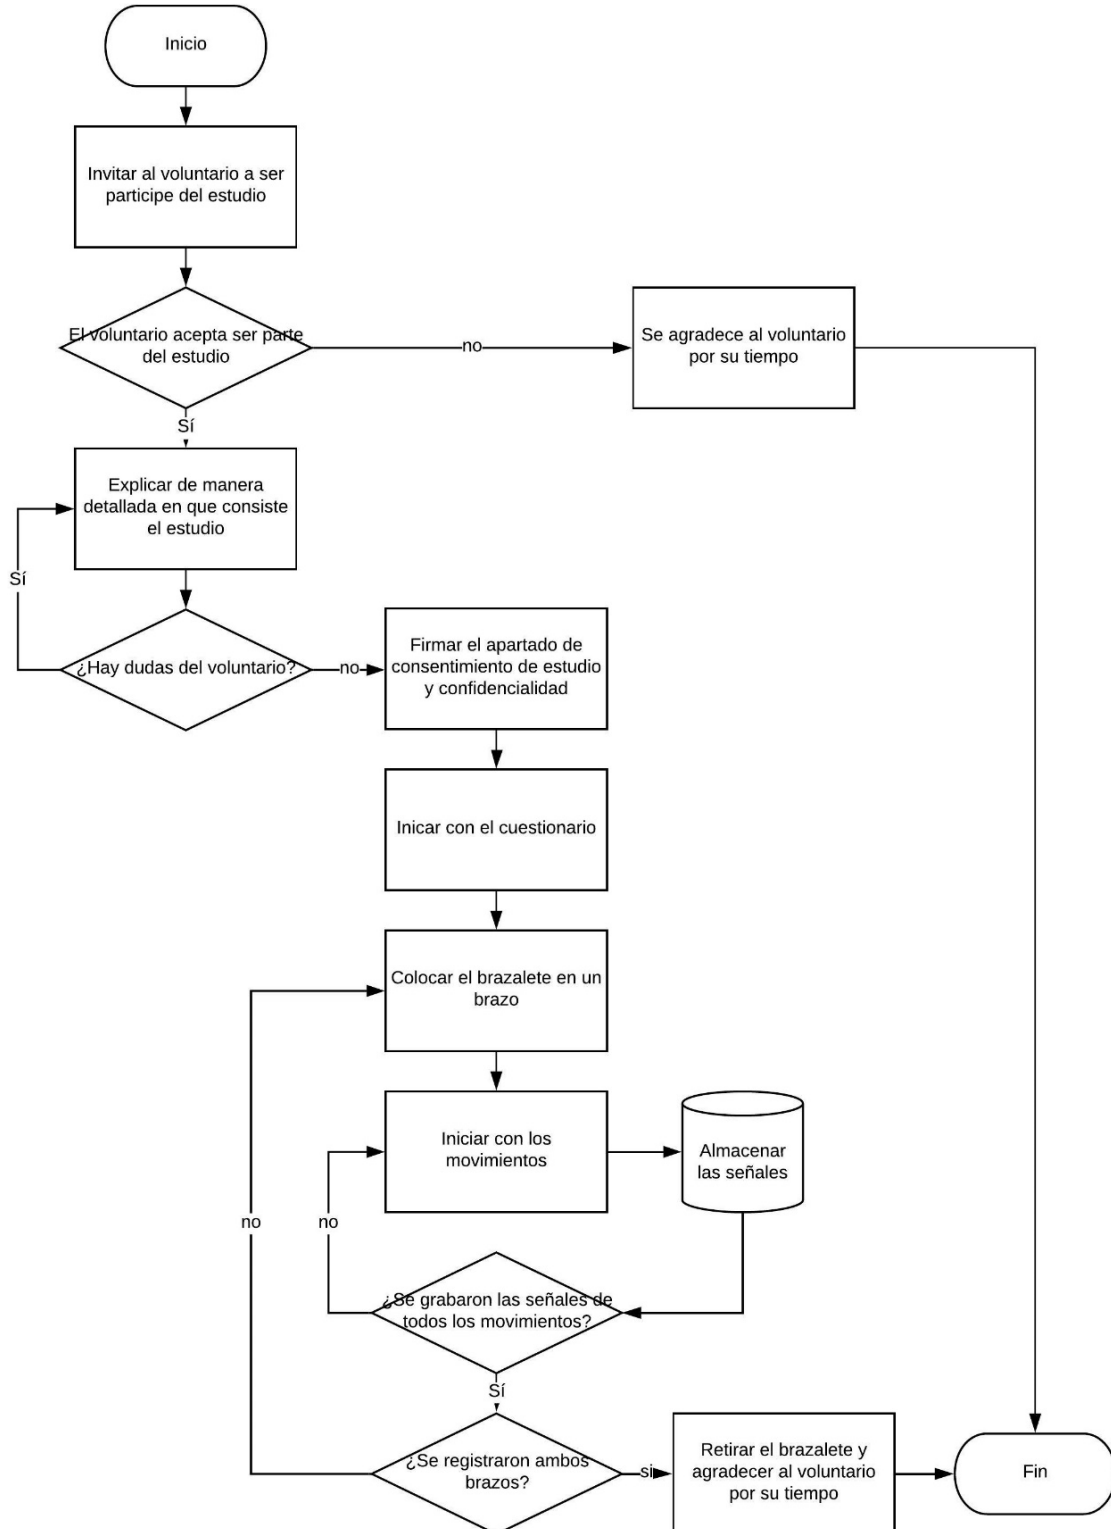 Inicio
Invitar al voluntario a ser
participe del estudio
El voluntario acepta ser parte
del estudio
no
Se agradece al voluntario
por su tiempo
Sí
Explicar de manera
detallada en que consiste
el estudio
Sí
¿Hay dudas del voluntario?
no
Firmar el apartado de
consentimiento de estudio
y confidencialidad
Inicar con el cuestionario
Colocar el brazalete en un
brazo
Iniciar con los
movimientos
Almacenar
las señales
no
no
¿Se grabaron las señales de
todos los movimientos?
Sí
¿Se registraron ambos
brazos?
si
Retirar el brazalete y
agradecer al voluntario
por su tiempo
Fin